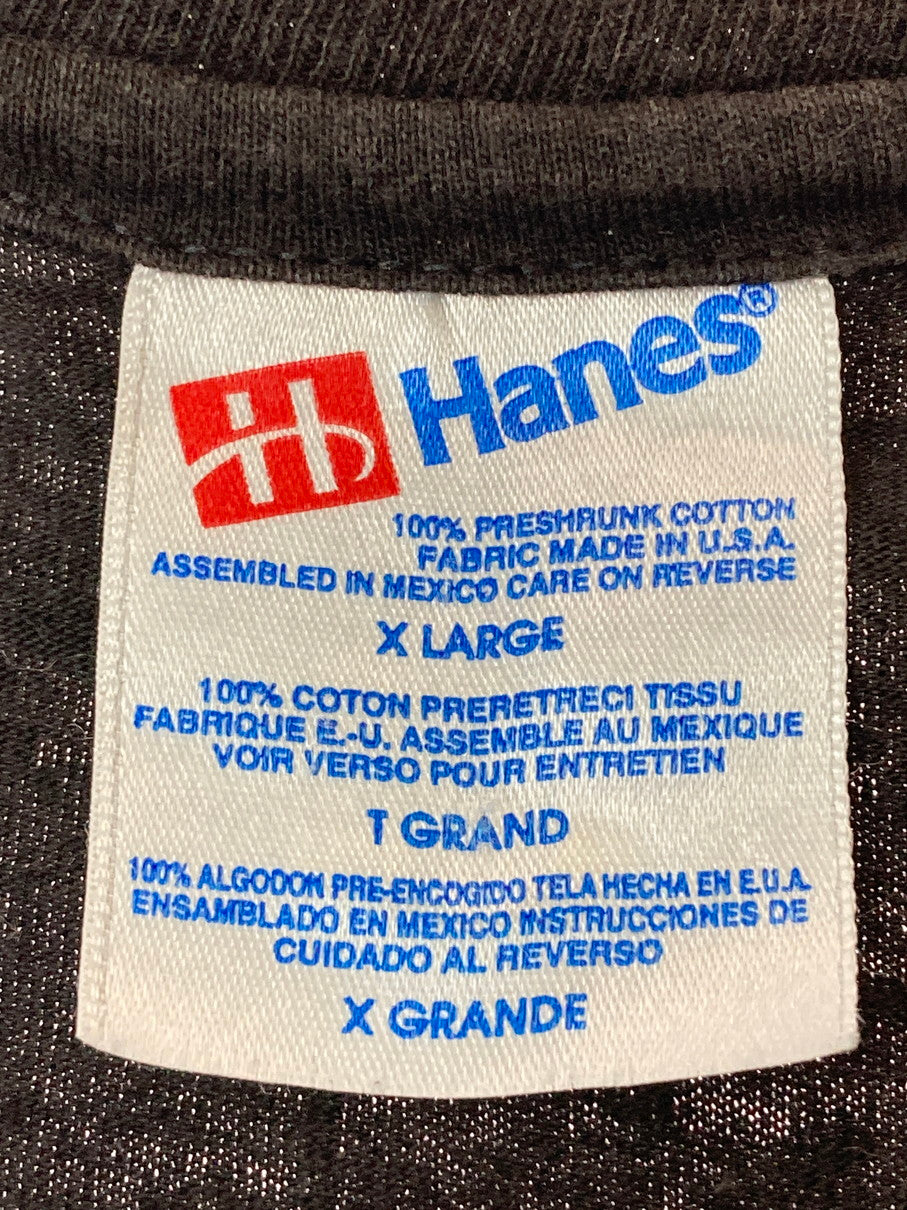 H Hanes®
100% PRESHRUNK COTTON
FABRIC MADE IN U.S.A.
ASSEMBLED IN MEXICO CARE ON REVERSE
X LARGE
100% COTON PRERETRECI TISSU
FABRIQUE E.-U. ASSEMBLE AU MEXIQUE
VOIR VERSO POUR ENTRETIEN
T GRAND
100% ALGODON PRE-ENCOGIDO TELA HECHA EN E.U.A.
ENSAMBLADO EN MEXICO INSTRUCCIONES DE
CUIDADO AL REVERSO
X GRANDE